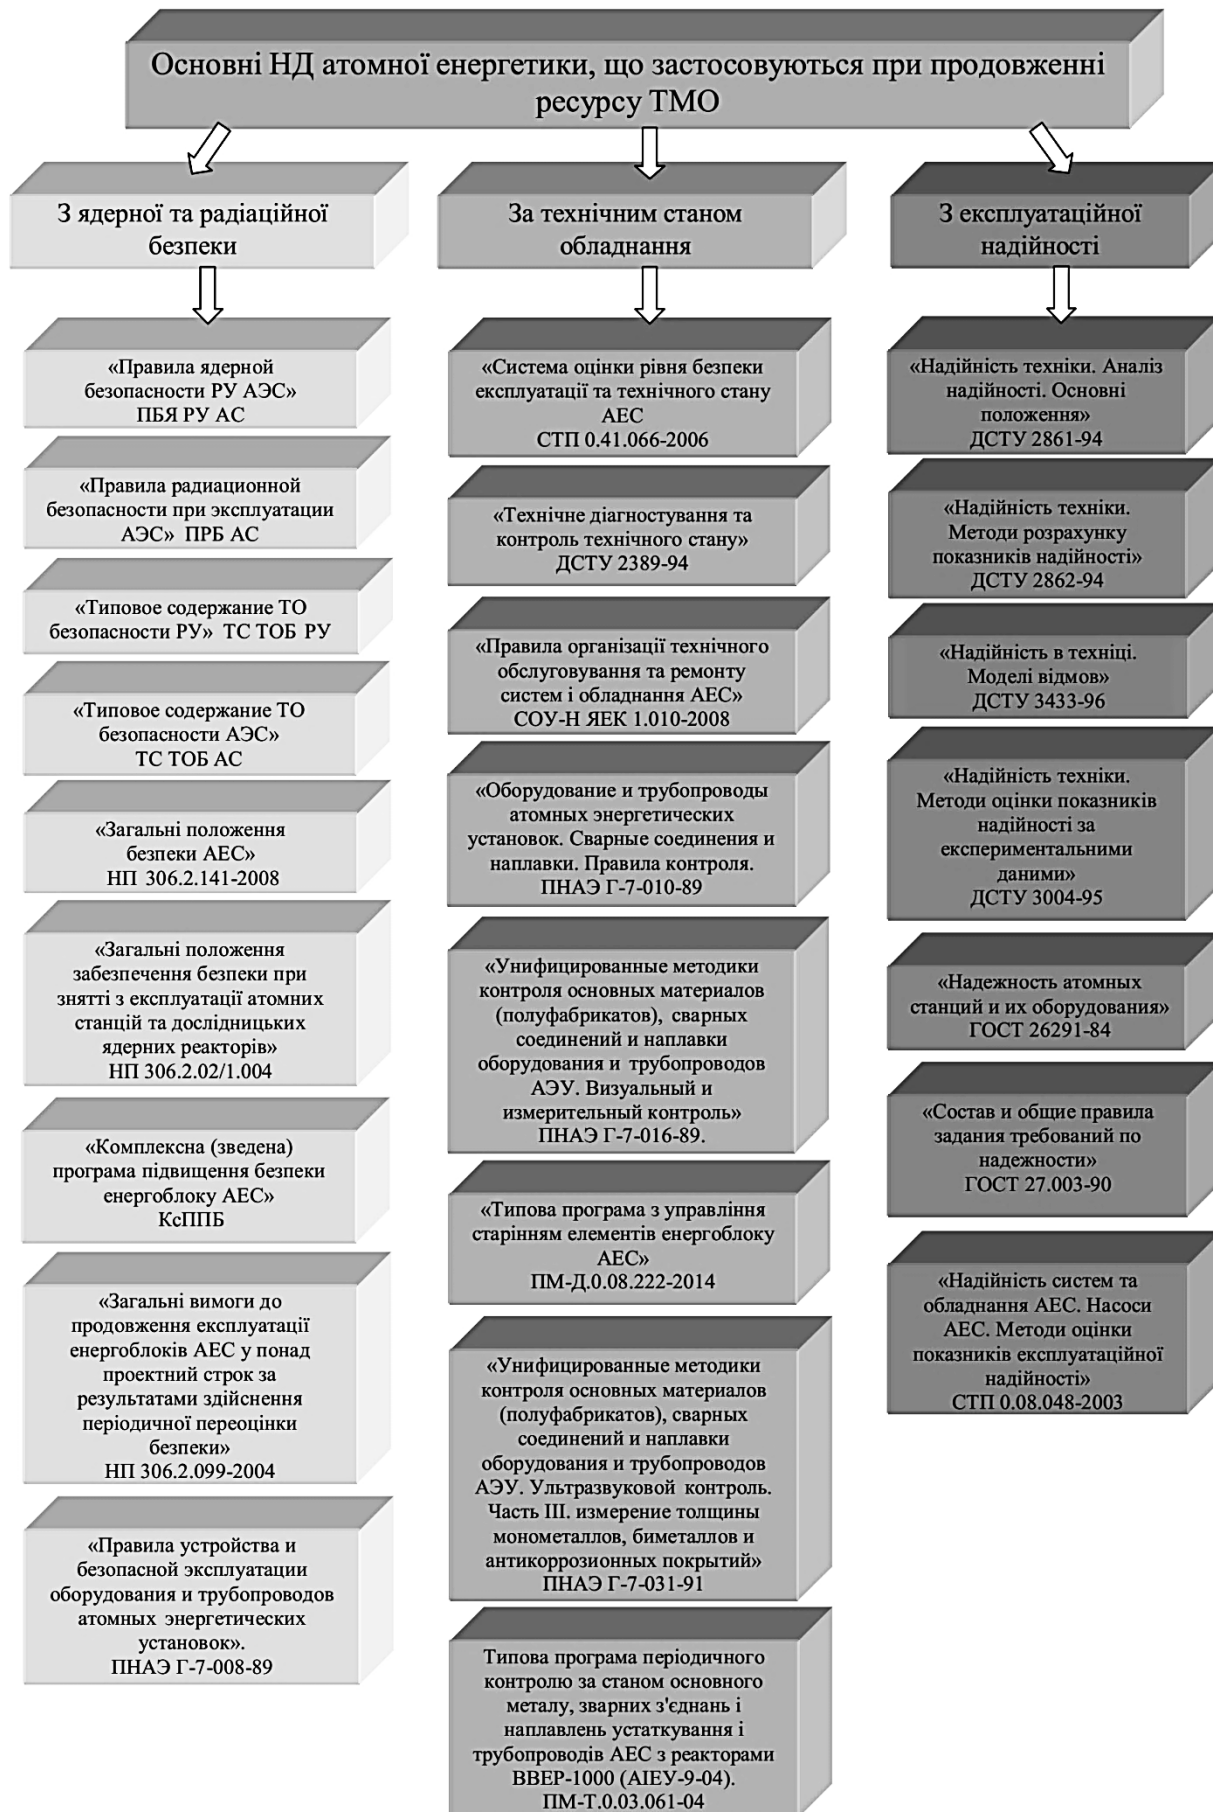 Основні НД атомної енергетики, що застосовуються при продовженні
ресурсу ТМО
З ядерної та радіаційної
безпеки
«Правила ядерной
безопасности РУ АЭС»
ПБЯ РУ АС
«Правила радиационной
безопасности при эксплуатации
АЭС» ПРБ АС
«Типовое содержание ТО
безопасности РУ» ТС ТОБ РУ
«Типовое содержание ТО
безопасности АЭС»
ТС ТОБ АС
«Загальні положення
безпеки АЕС»
НП 306.2.141-2008
«Загальні положення
забезпечення безпеки при
знятті з експлуатації атомних
станцій та дослідницьких
ядерних реакторів»
НП 306.2.02/1.004
«Комплексна (зведена)
програма підвищення безпеки
енергоблоку АЕС»
КсППБ
«Загальні вимоги до
продовження експлуатації
енергоблоків АЕС у понад
проектний строк за
результатами здійснення
періодичної переоцінки
безпеки»
НП 306.2.099-2004
«Правила устройства и
безопасной эксплуатации
оборудования и трубопроводов
атомных энергетических
установок».
ПНАЭ Г-7-008-89
За технічним станом
обладнання
«Система оцінки рівня безпеки
експлуатації та технічного стану
АЕС
СТП 0.41.066-2006
«Технічне діагностування та
контроль технічного стану»
ДСТУ 2389-94
«Правила організації технічного
обслуговування та ремонту
систем і обладнання АЕС»
СОУ-Н ЯЕК 1.010-2008
«Оборудование и трубопроводы
атомных энергетических
установок. Сварные соединения и
наплавки. Правила контроля.
ПНАЭ Г-7-010-89
«Унифицированные методики
контроля основных материалов
(полуфабрикатов), сварных
соединений и наплавки
оборудования и трубопроводов
АЭУ. Визуальный и
измерительный контроль»
ПНАЭ Г-7-016-89.
«Типова програма з управління
старінням елементів енергоблоку
АЕС»
ПМ-Д.0.08.222-2014
«Унифицированные методики
контроля основных материалов
(полуфабрикатов), сварных
соединений и наплавки
оборудования и трубопроводов
АЭУ. Ультразвуковой контроль.
Часть III. измерение толщины
монометаллов, биметаллов и
антикоррозионных покрытий»
ПНАЭ Г-7-031-91
Типова програма періодичного
контролю за станом основного
металу, зварних з'єднань і
наплавлень устаткування і
трубопроводів АЕС з реакторами
ВВЕР-1000 (АІЕУ-9-04).
ПМ-Т.0.03.061-04
З експлуатаційної
надійності
«Надійність техніки. Аналіз
надійності. Основні
положення»
ДСТУ 2861-94
«Надійність техніки.
Методи розрахунку
показників надійності»
ДСТУ 2862-94
«Надійність в техніці.
Моделі відмов»
ДСТУ 3433-96
«Надійність техніки.
Методи оцінки показників
надійності за
експериментальними
даними»
ДСТУ 3004-95
«Надежность атомных
станций и их оборудования»
ГОСТ 26291-84
«Состав и общие правила
задания требований по
надежности»
ГОСТ 27.003-90
«Надійність систем та
обладнання АЕС. Насоси
АЕС. Методи оцінки
показників експлуатаційної
надійності»
СТП 0.08.048-2003